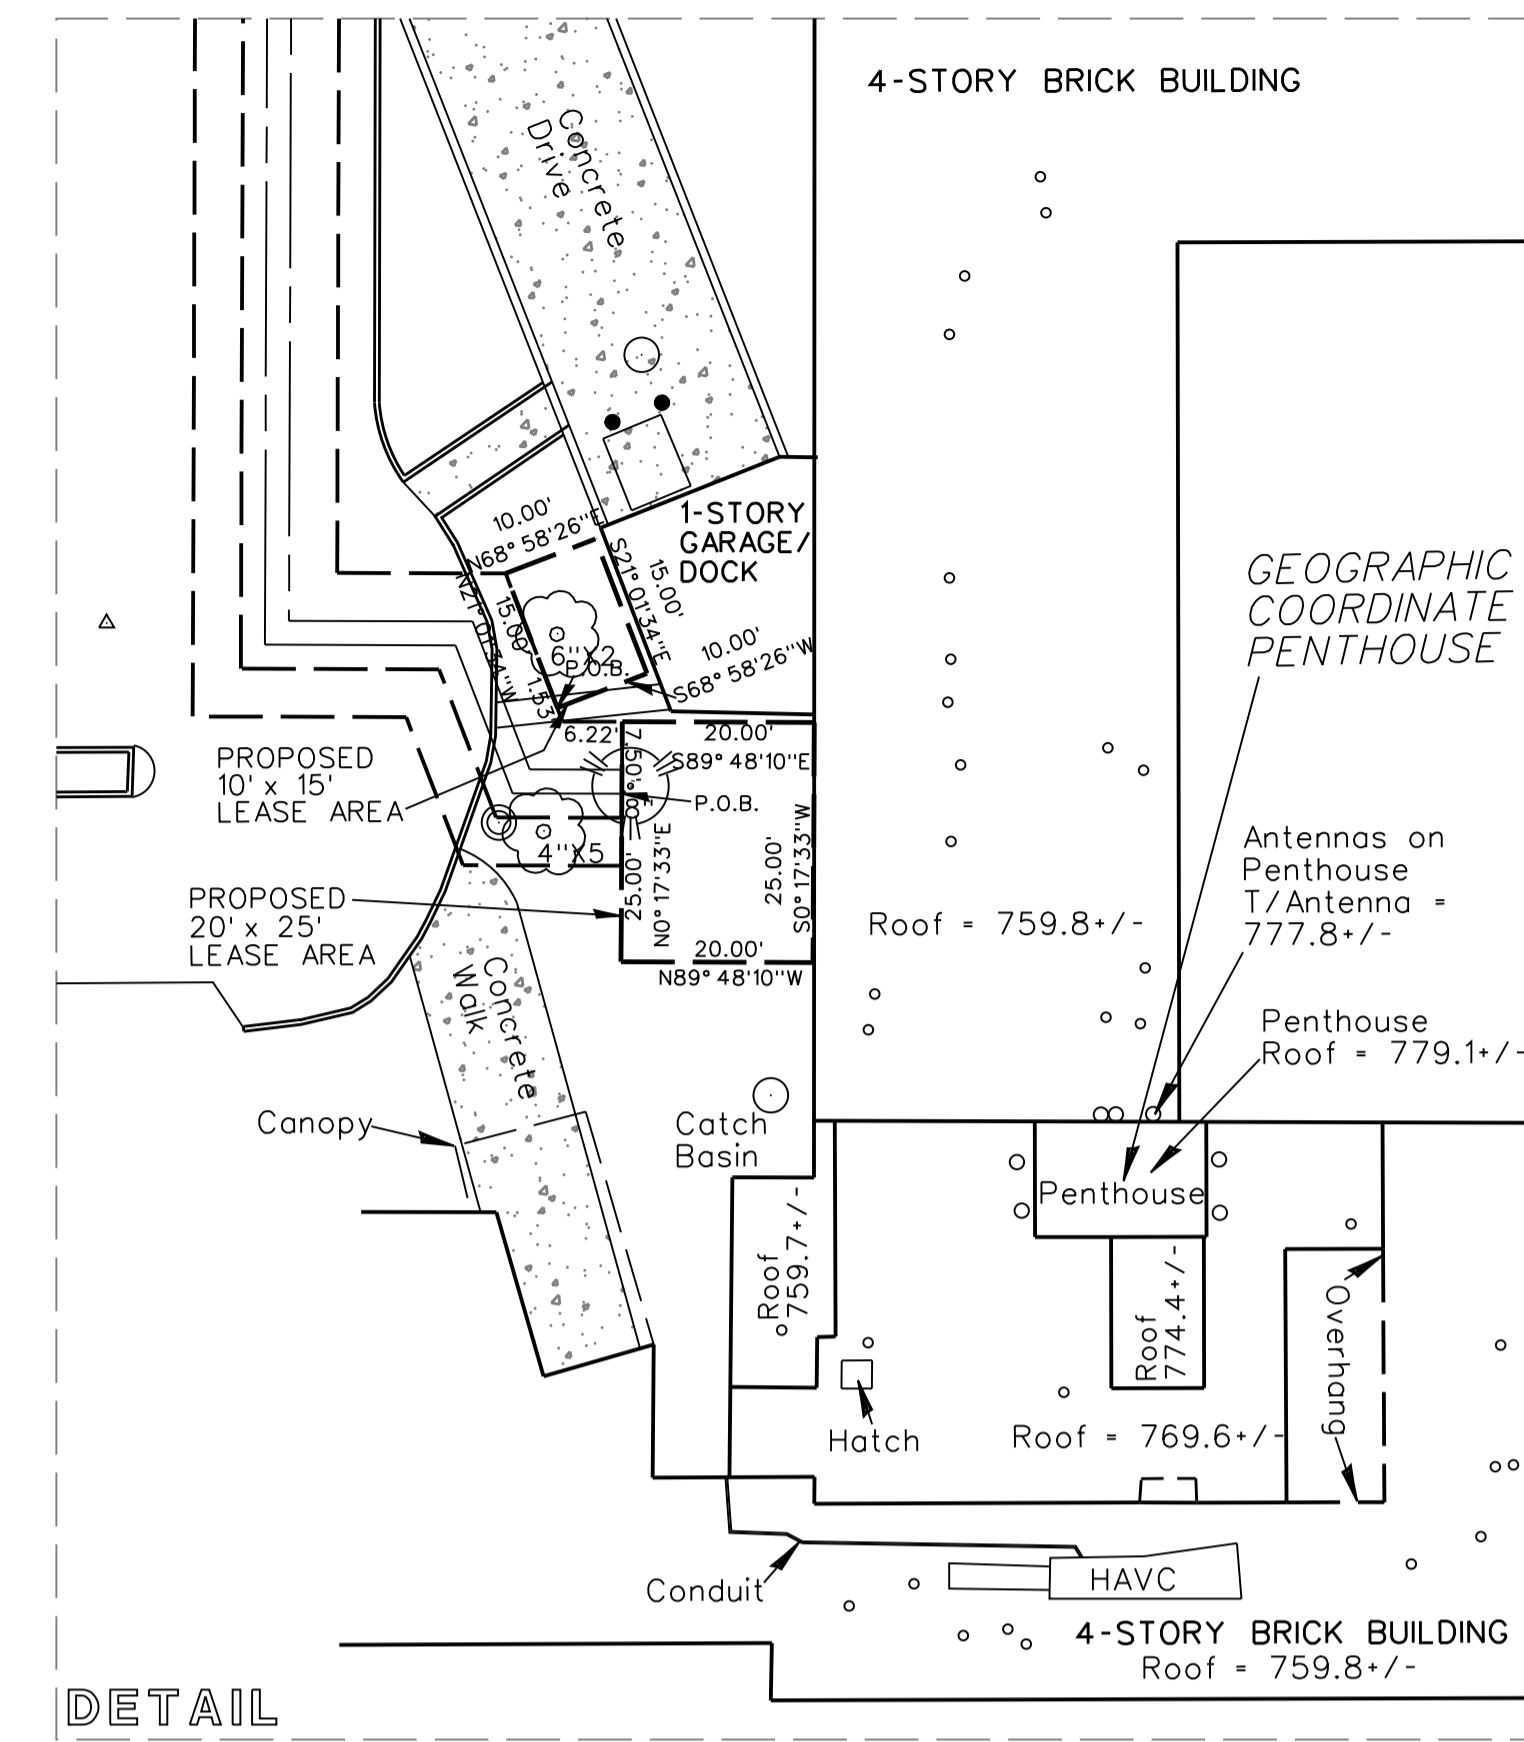 4-STORY BRICK BUILDING
Concrete
Drive
1-STORY
GARAGE/
DOCK
10.00'
N68° 58'26"E
S21° 01'34"E
15.00'
N21° 01'34"W
15.00'
1.53
6"X2
P.O.B.
10.00'
S68° 58'26"W
GEOGRAPHIC
COORDINATE
PENTHOUSE
6.22'
20.00'
S89° 48'10"E
7.50'
P.O.B.
PROPOSED
10' x 15'
LEASE AREA
4"X5
25.00'
N0° 17'33"E
25.00'
S0° 17'33"W
20.00'
N89° 48'10"W
PROPOSED
20' x 25'
LEASE AREA
Roof = 759.8+/-
Antennas on
Penthouse
T/Antenna =
777.8+/-
Concrete
Walk
Penthouse
Roof = 779.1+/-
Canopy
Catch
Basin
Penthouse
Roof
759.7+/-
Roof
774.4+/-
Overhang
Hatch
Roof = 769.6+/-
Conduit
HAVC
4-STORY BRICK BUILDING
Roof = 759.8+/-
DETAIL